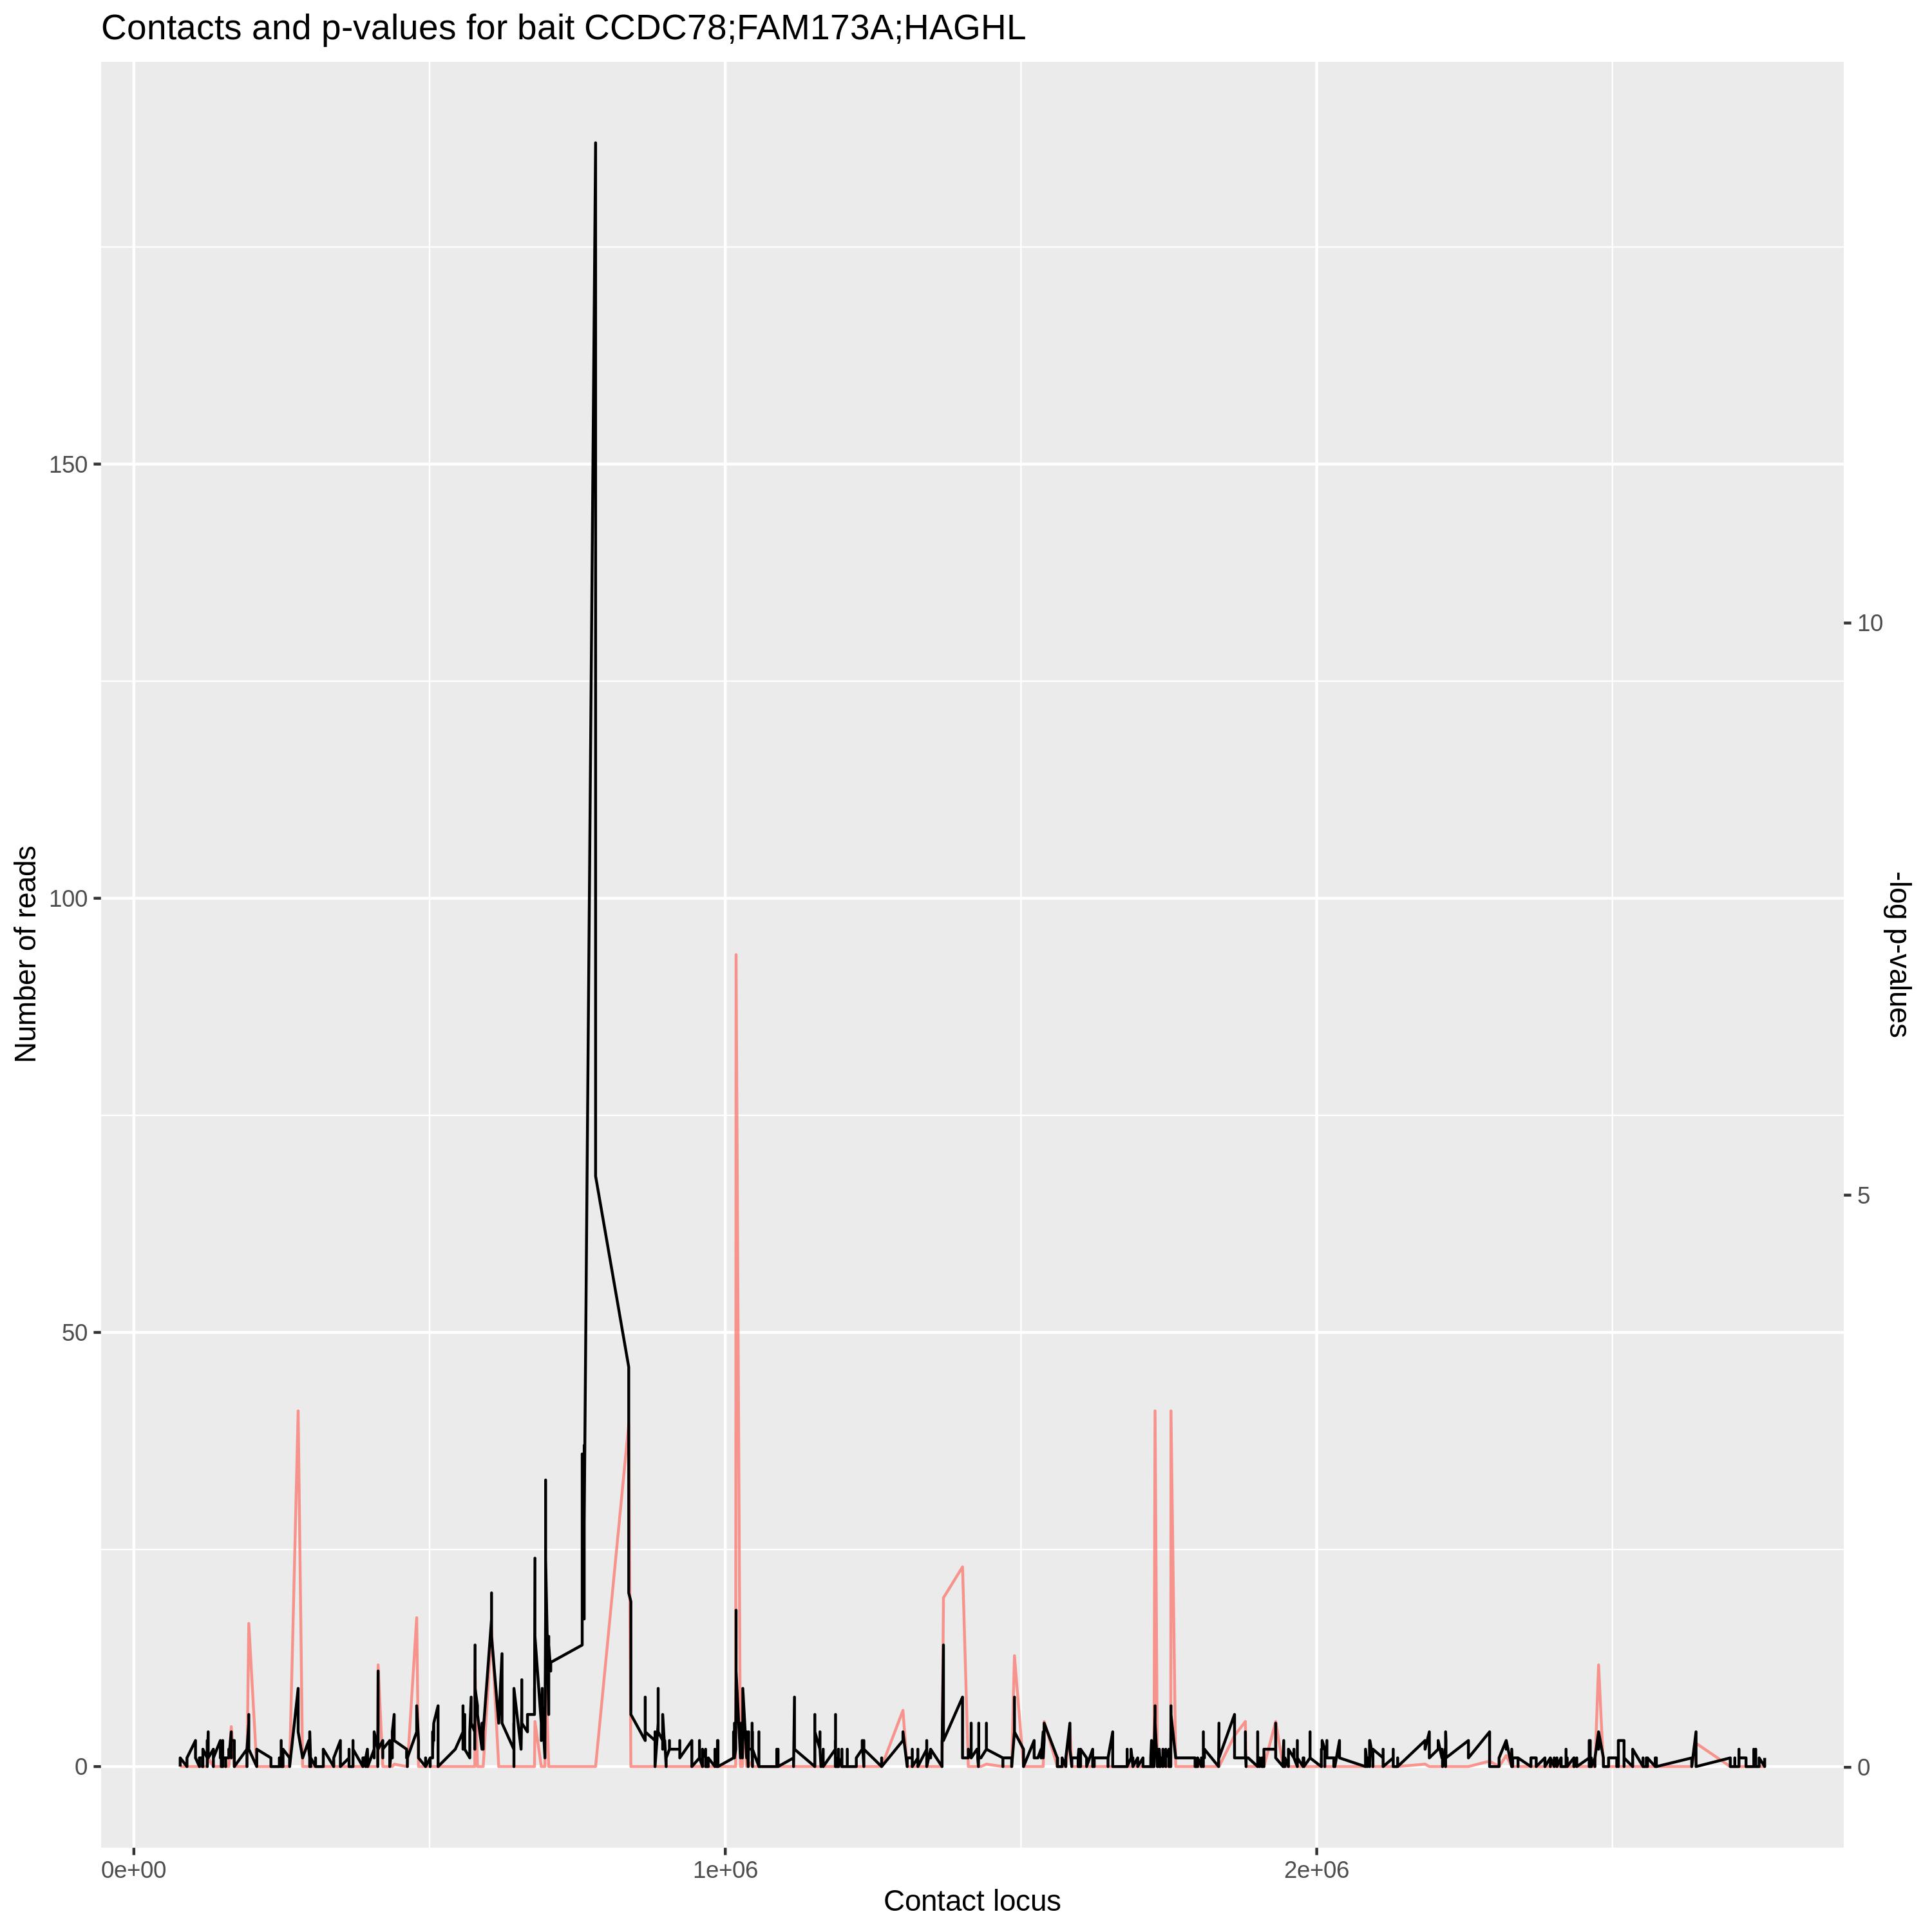 Contacts and p-values for bait CCDC78;FAM173A;HAGHL
Number of reads
150
100
50
0
10
5
0
-log p-values
0e+00
1e+06
2e+06
Contact locus